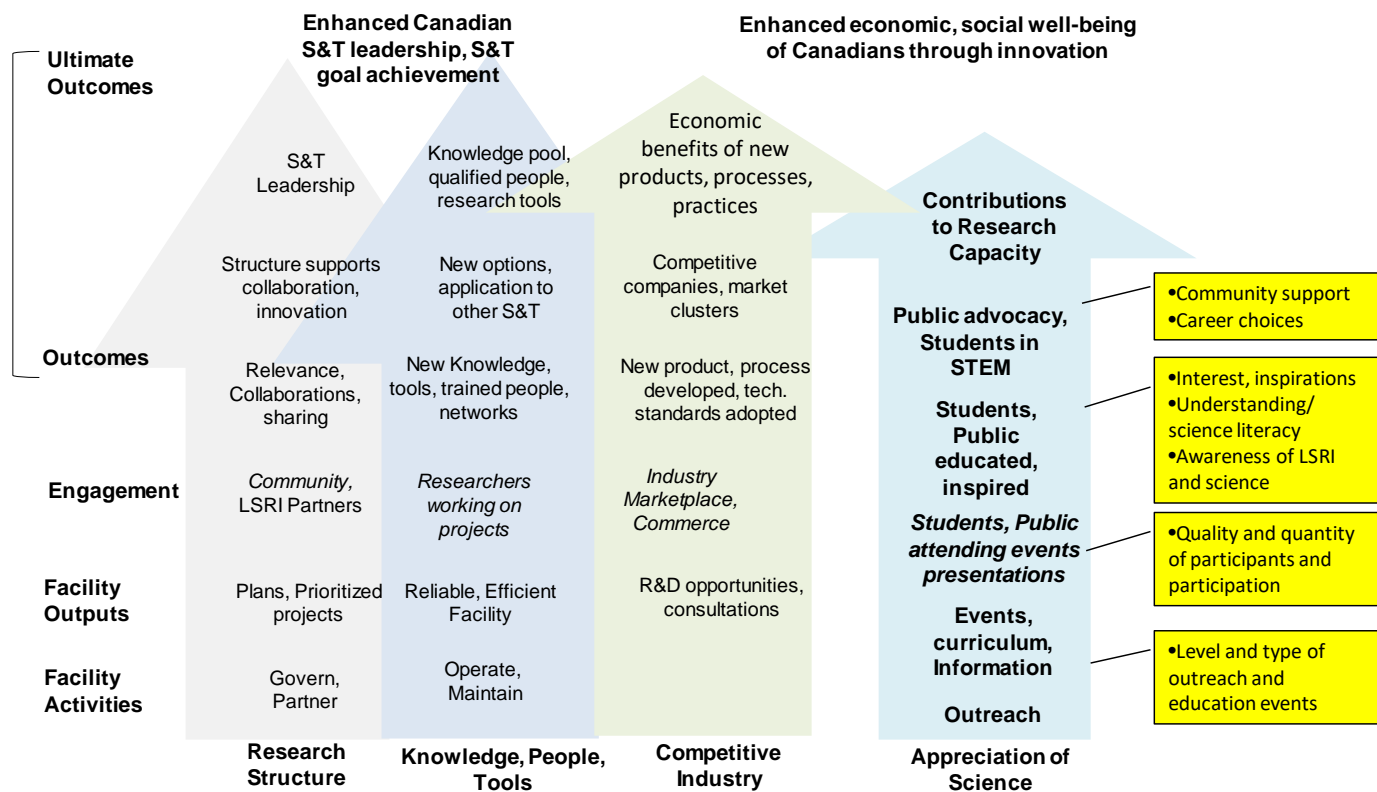 Enhanced Canadian
S&T leadership, S&T
goal achievement
Enhanced economic, social well-being
of Canadians through innovation
Ultimate
Outcomes
S&T
Leadership
Knowledge pool,
qualified people,
research tools
Economic
benefits of new
products, processes,
practices
Contributions
to Research
Capacity
Structure supports
collaboration,
innovation
New options,
application to
other S&T
Competitive
companies, market
clusters
Public advocacy,
Students in
STEM
•Community support
•Career choices
Outcomes
Relevance,
Collaborations,
sharing
New Knowledge,
tools, trained people,
networks
New product, process
developed, tech.
standards adopted
Students,
Public
educated,
inspired
•Interest, inspirations
•Understanding/
science literacy
•Awareness of LSRI
and science
Engagement
Community,
LSRI Partners
Researchers
working on
projects
Industry
Marketplace,
Commerce
Students, Public
attending events
presentations
•Quality and quantity
of participants and
participation
Facility
Outputs
Plans, Prioritized
projects
Reliable, Efficient
Facility
R&D opportunities,
consultations
Events,
curriculum,
Information
•Level and type of
outreach and
education events
Facility
Activities
Govern,
Partner
Operate,
Maintain
Outreach
Research
Structure
Knowledge, People,
Tools
Competitive
Industry
Appreciation of
Science